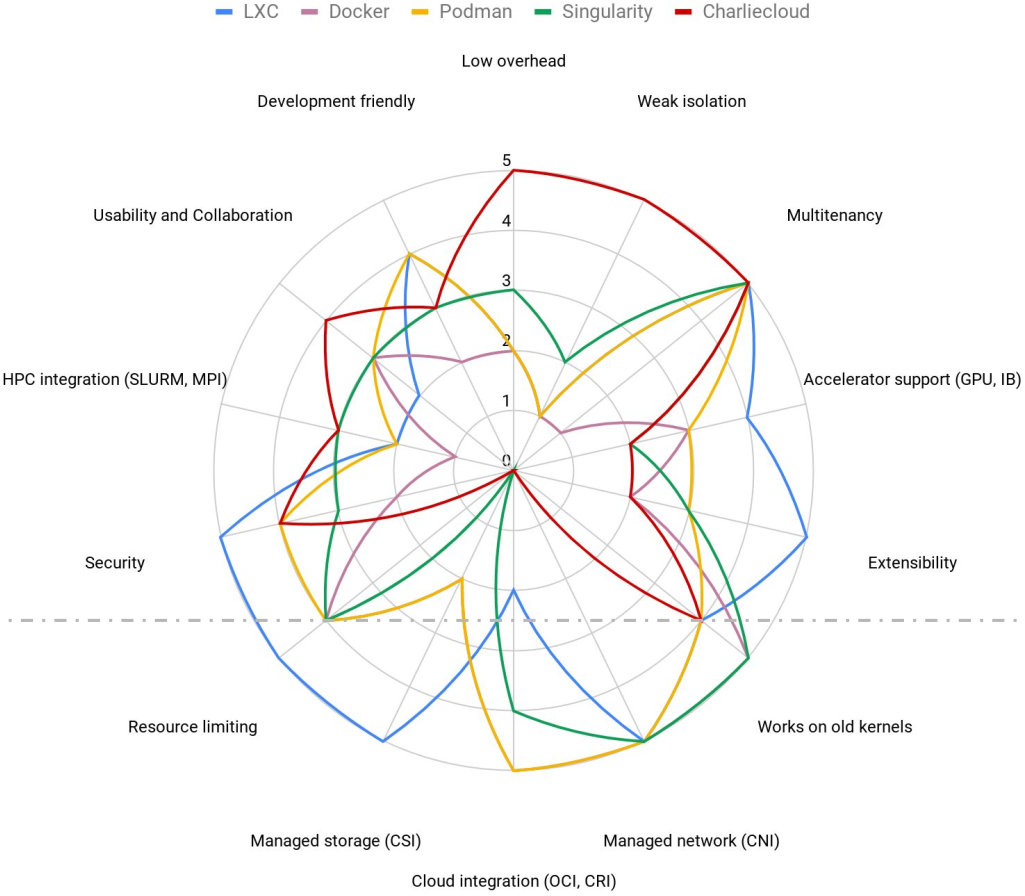 LXC Docker Podman Singularity Charliecloud
Low overhead
Development friendly
Weak isolation
5
Usability and Collaboration
Multitenancy
4
3
2
HPC integration (SLURM, MPI)
Accelerator support (GPU, IB)
1
0
Security
Extensibility
Resource limiting
Works on old kernels
Managed storage (CSI)
Managed network (CNI)
Cloud integration (OCI, CRI)